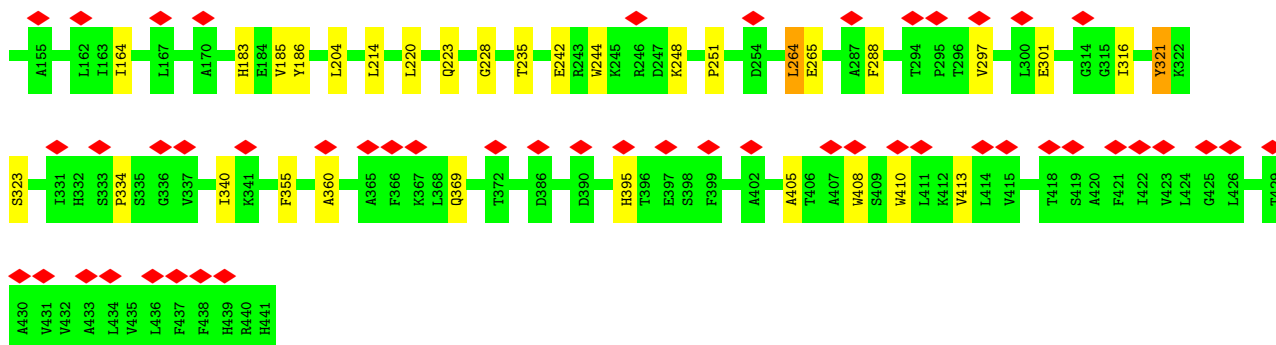 A155 L162 I163 I164 L167 A170 H183 E184 V185 Y186 L204 L214 L220 Q223 G228 T235 E242 R243 W244 K245 R246 D247 K248 P251 D254 L264 E265 A287 F288 T294 P295 T296 V297 L300 E301 G314 G315 I316 Y321 K322
S323 I331 H332 S333 P334 S335 G336 V337 I340 K341 F355 A360 A365 F366 K367 L368 Q369 T372 D386 D390 H395 T396 E397 S398 F399 A402 A405 T406 A407 W408 S409 W410 L411 K412 V413 L414 V415 T418 S419 A420 F421 I422 V423 L424 G425 L426 T429
A430 V431 V432 A433 L434 V435 L436 F437 F438 H439 R440 H441